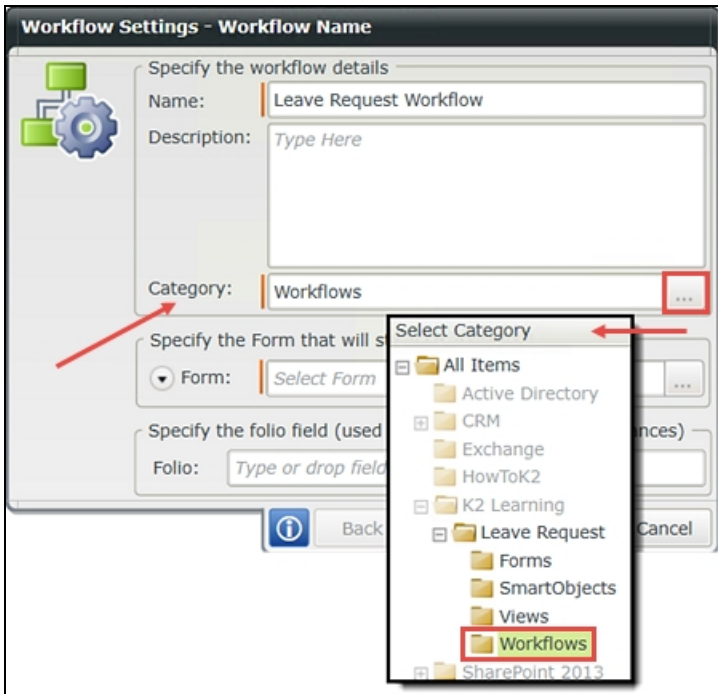 Workflow Settings - Workflow Name
Specify the workflow details
Name: Leave Request Workflow
Description: Type Here
Category: Workflows ...
Select Category
Specify the Form that will st
Form: Select Form ...
Specify the folio field (used nces)
Folio: Type or drop field
Back Cancel
All Items
Active Directory
CRM
Exchange
HowToK2
K2 Learning
Leave Request
Forms
SmartObjects
Views
Workflows
SharePoint 2013